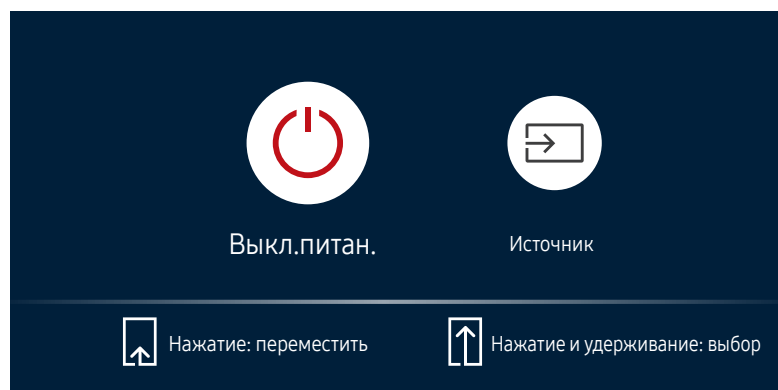 Выкл.питан.
Источник
Нажатие: переместить
Нажатие и удерживание: выбор